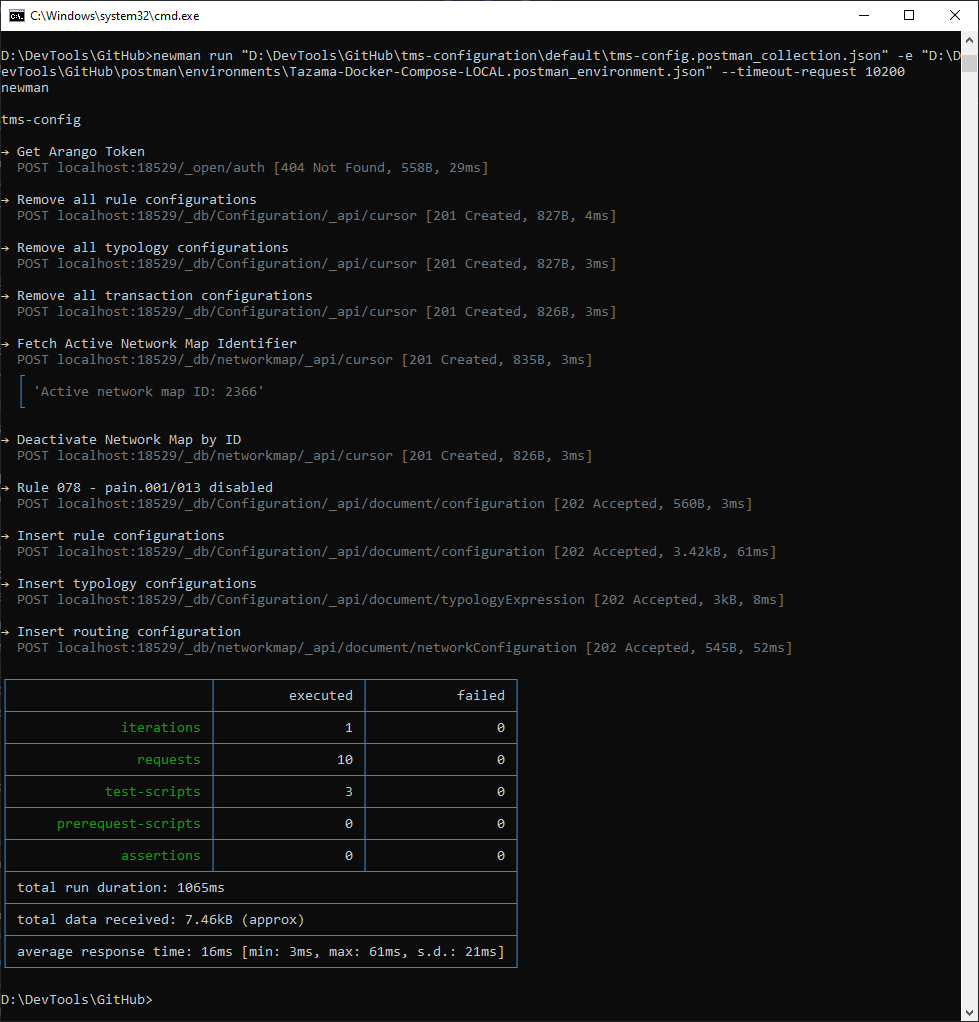 C:\Windows\system32\cmd.exe
D:\DevTools\GitHub>newman run "D:\DevTools\GitHub\tms-configuration\default\tms-config.postman_collection.json" -e "D:\D
evTools\GitHub\postman\environments\Tazama-Docker-Compose-LOCAL.postman_environment.json" --timeout-request 10200
newman
tms-config
→ Get Arango Token
POST localhost:18529/_open/auth [404 Not Found, 558B, 29ms]
→ Remove all rule configurations
POST localhost:18529/_db/Configuration/_api/cursor [201 Created, 827B, 4ms]
→ Remove all typology configurations
POST localhost:18529/_db/Configuration/_api/cursor [201 Created, 827B, 3ms]
→ Remove all transaction configurations
POST localhost:18529/_db/Configuration/_api/cursor [201 Created, 826B, 3ms]
→ Fetch Active Network Map Identifier
POST localhost:18529/_db/networkmap/_api/cursor [201 Created, 835B, 3ms]
'Active network map ID: 2366'
→ Deactivate Network Map by ID
POST localhost:18529/_db/networkmap/_api/cursor [201 Created, 826B, 3ms]
→ Rule 078 - pain.001/013 disabled
POST localhost:18529/_db/Configuration/_api/document/configuration [202 Accepted, 560B, 3ms]
→ Insert rule configurations
POST localhost:18529/_db/Configuration/_api/document/configuration [202 Accepted, 3.42kB, 61ms]
→ Insert typology configurations
POST localhost:18529/_db/Configuration/_api/document/typologyExpression [202 Accepted, 3kB, 8ms]
→ Insert routing configuration
POST localhost:18529/_db/networkmap/_api/document/networkConfiguration [202 Accepted, 545B, 52ms]
executed failed
iterations 1 0
requests 10 0
test-scripts 3 0
prerequest-scripts 0 0
assertions 0 0
total run duration: 1065ms
total data received: 7.46kB (approx)
average response time: 16ms [min: 3ms, max: 61ms, s.d.: 21ms]
D:\DevTools\GitHub>